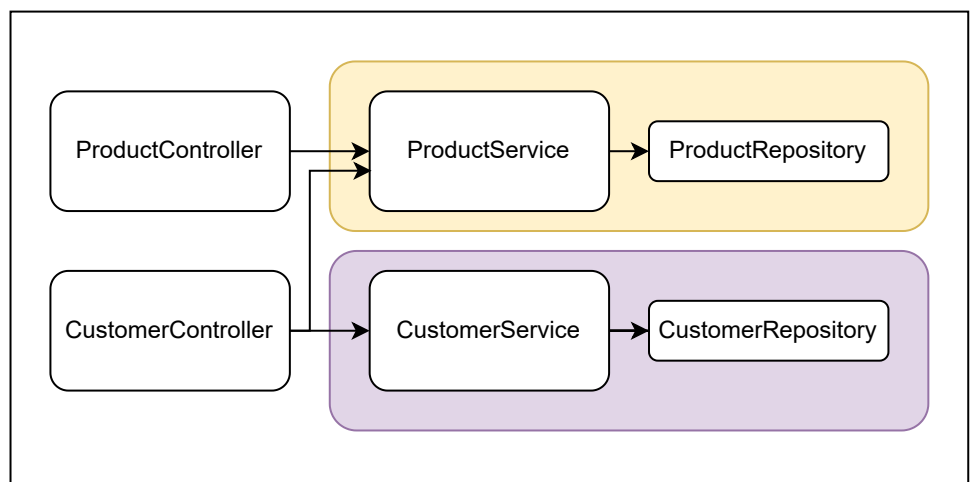 ProductController
ProductService
ProductRepository
CustomerController
CustomerService
CustomerRepository